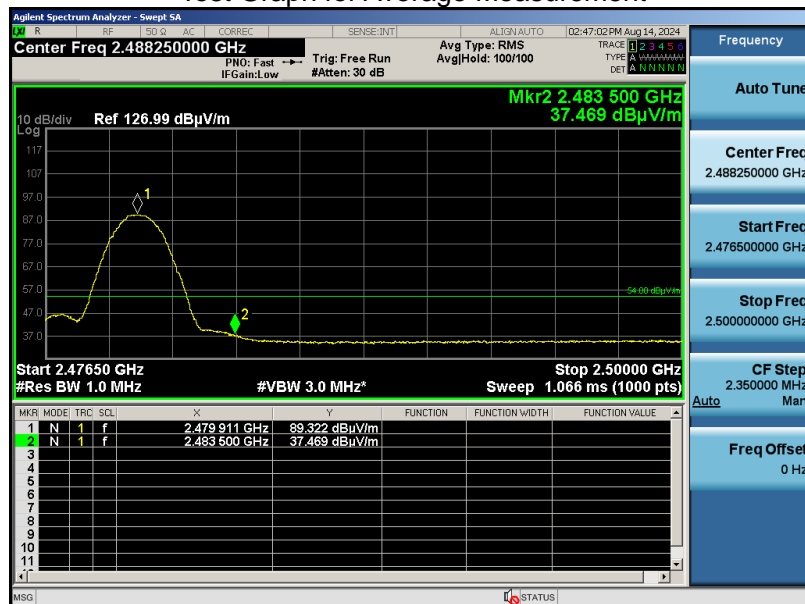 Test Graph for Average Measurement
Agilent Spectrum Analyzer - Swept SA
LXI R RF 50 Ω AC CORREC SENSE:INT ALIGN AUTO 02:47:02 PM Aug 14, 2024
Center Freq 2.488250000 GHz
PNO: Fast
IFGain:Low
Trig: Free Run
#Atten: 30 dB
Avg Type: RMS
Avg|Hold: 100/100
TRACE 1 2 3 4 5 6
TYPE A WWWWW
DET A N N N N N
Mkr2 2.483 500 GHz
37.469 dBµV/m
10 dB/div Ref 126.99 dBµV/m
Log
117
107
97.0
87.0
77.0
67.0
57.0
47.0
37.0
1
2
54.00 dBµV/m
Start 2.47650 GHz Stop 2.50000 GHz
#Res BW 1.0 MHz #VBW 3.0 MHz* Sweep 1.066 ms (1000 pts)
MKR MODE TRC SCL X Y FUNCTION FUNCTION WIDTH FUNCTION VALUE
1 N 1 f 2.479 911 GHz 89.322 dBµV/m
2 N 1 f 2.483 500 GHz 37.469 dBµV/m
3
4
5
6
7
8
9
10
11
MSG STATUS
Frequency
Auto Tune
Center Freq
2.488250000 GHz
Start Freq
2.476500000 GHz
Stop Freq
2.500000000 GHz
CF Step
2.350000 MHz
Auto Man
Freq Offset
0 Hz